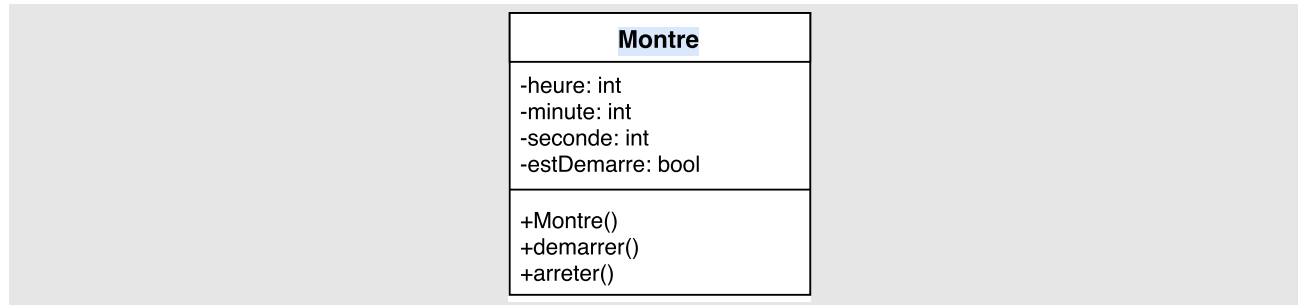 Montre
-heure: int
-minute: int
-seconde: int
-estDemarre: bool
+Montre()
+demarrer()
+arreter()